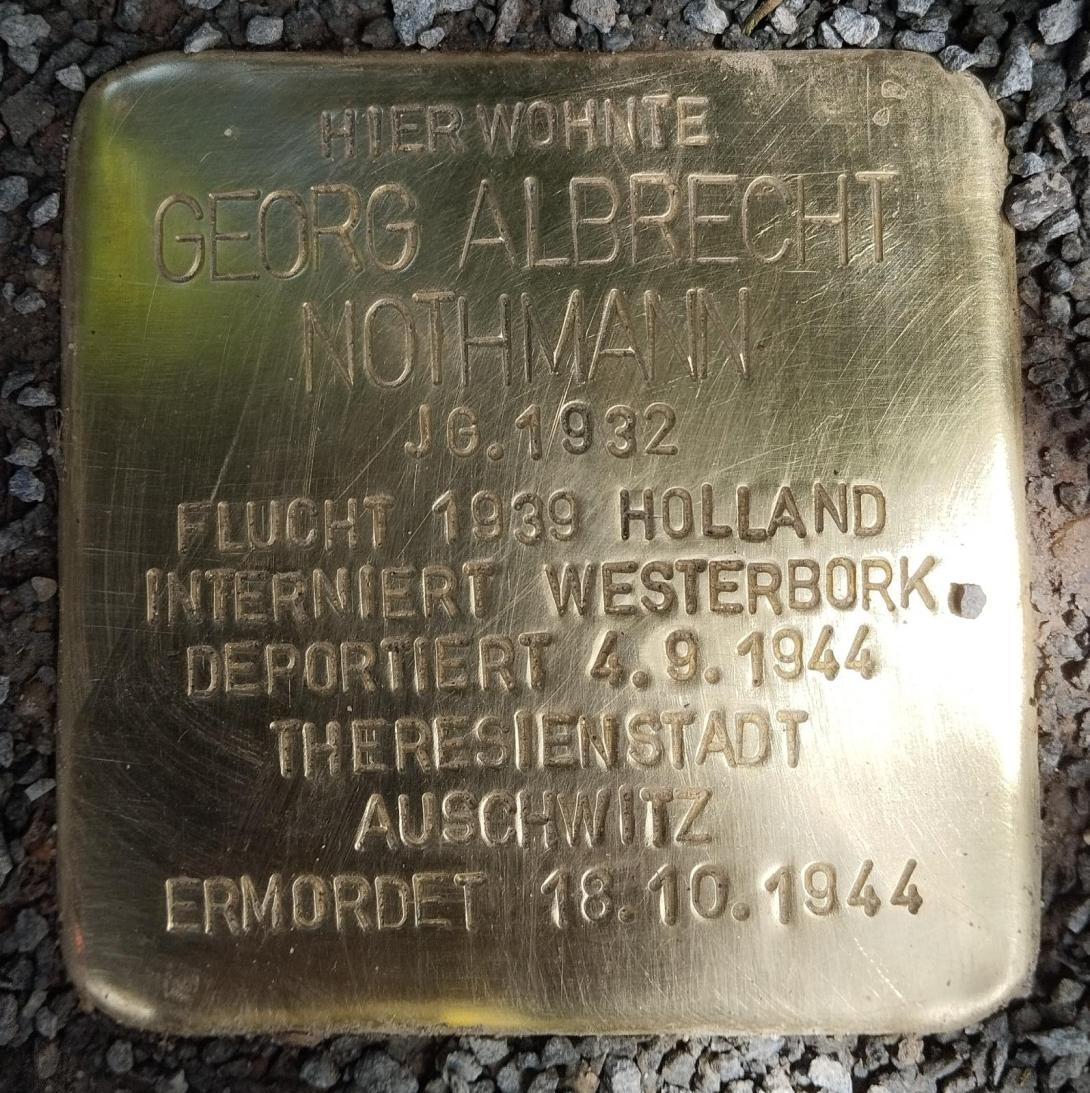 HIER WOHNTE
GEORG ALBRECHT
NOTHMANN
JG. 1932
FLUCHT 1939 HOLLAND
INTERNIERT WESTERBORK
DEPORTIERT 4.9.1944
THERESIENSTADT
AUSCHWITZ
ERMORDET 18.10.1944